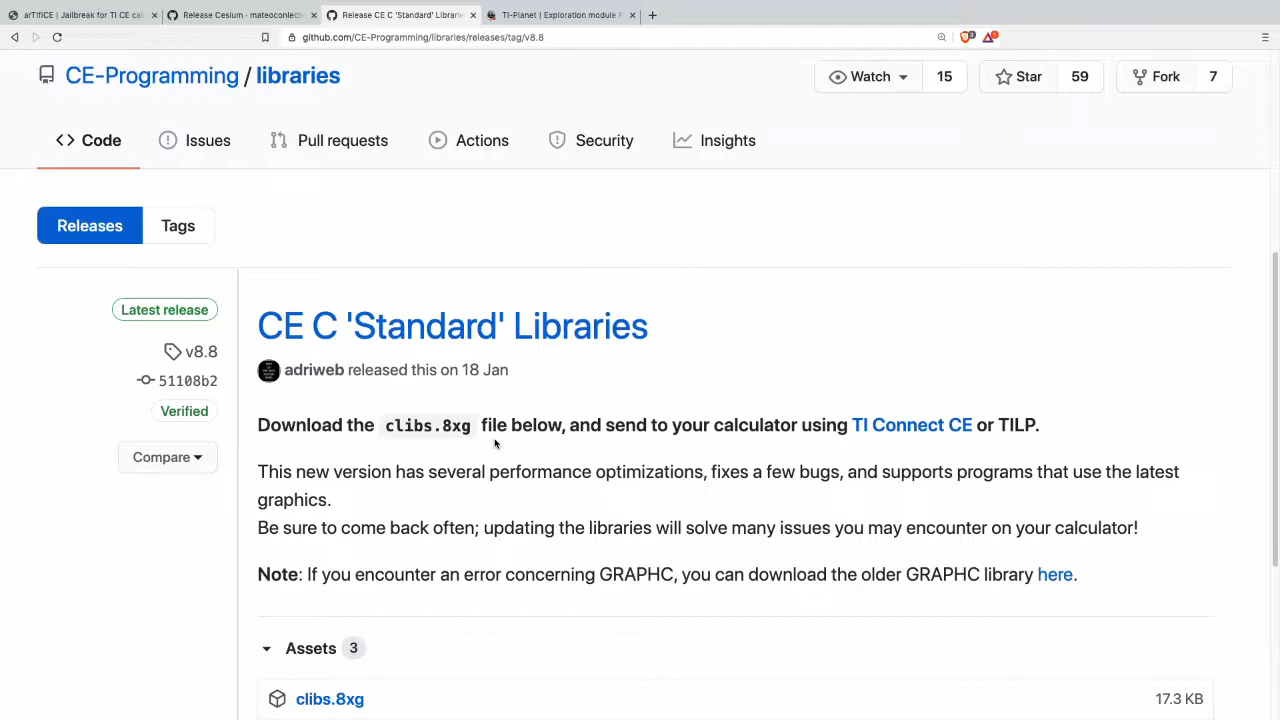 arTIfiCE | Jailbreak for TI CE cal
Release Cesium · mateoconlech
Release CE C 'Standard' Librarie
TI-Planet | Exploration module P
github.com/CE-Programming/libraries/releases/tag/v8.8
CE-Programming / libraries
Watch 15
Star 59
Fork 7
Code
Issues
Pull requests
Actions
Security
Insights
Releases
Tags
Latest release
v8.8
51108b2
Verified
Compare
CE C 'Standard' Libraries
adriweb released this on 18 Jan
Download the clibs.8xg file below, and send to your calculator using TI Connect CE or TILP.
This new version has several performance optimizations, fixes a few bugs, and supports programs that use the latest
graphics.
Be sure to come back often; updating the libraries will solve many issues you may encounter on your calculator!
Note: If you encounter an error concerning GRAPHC, you can download the older GRAPHC library here.
Assets 3
clibs.8xg 17.3 KB